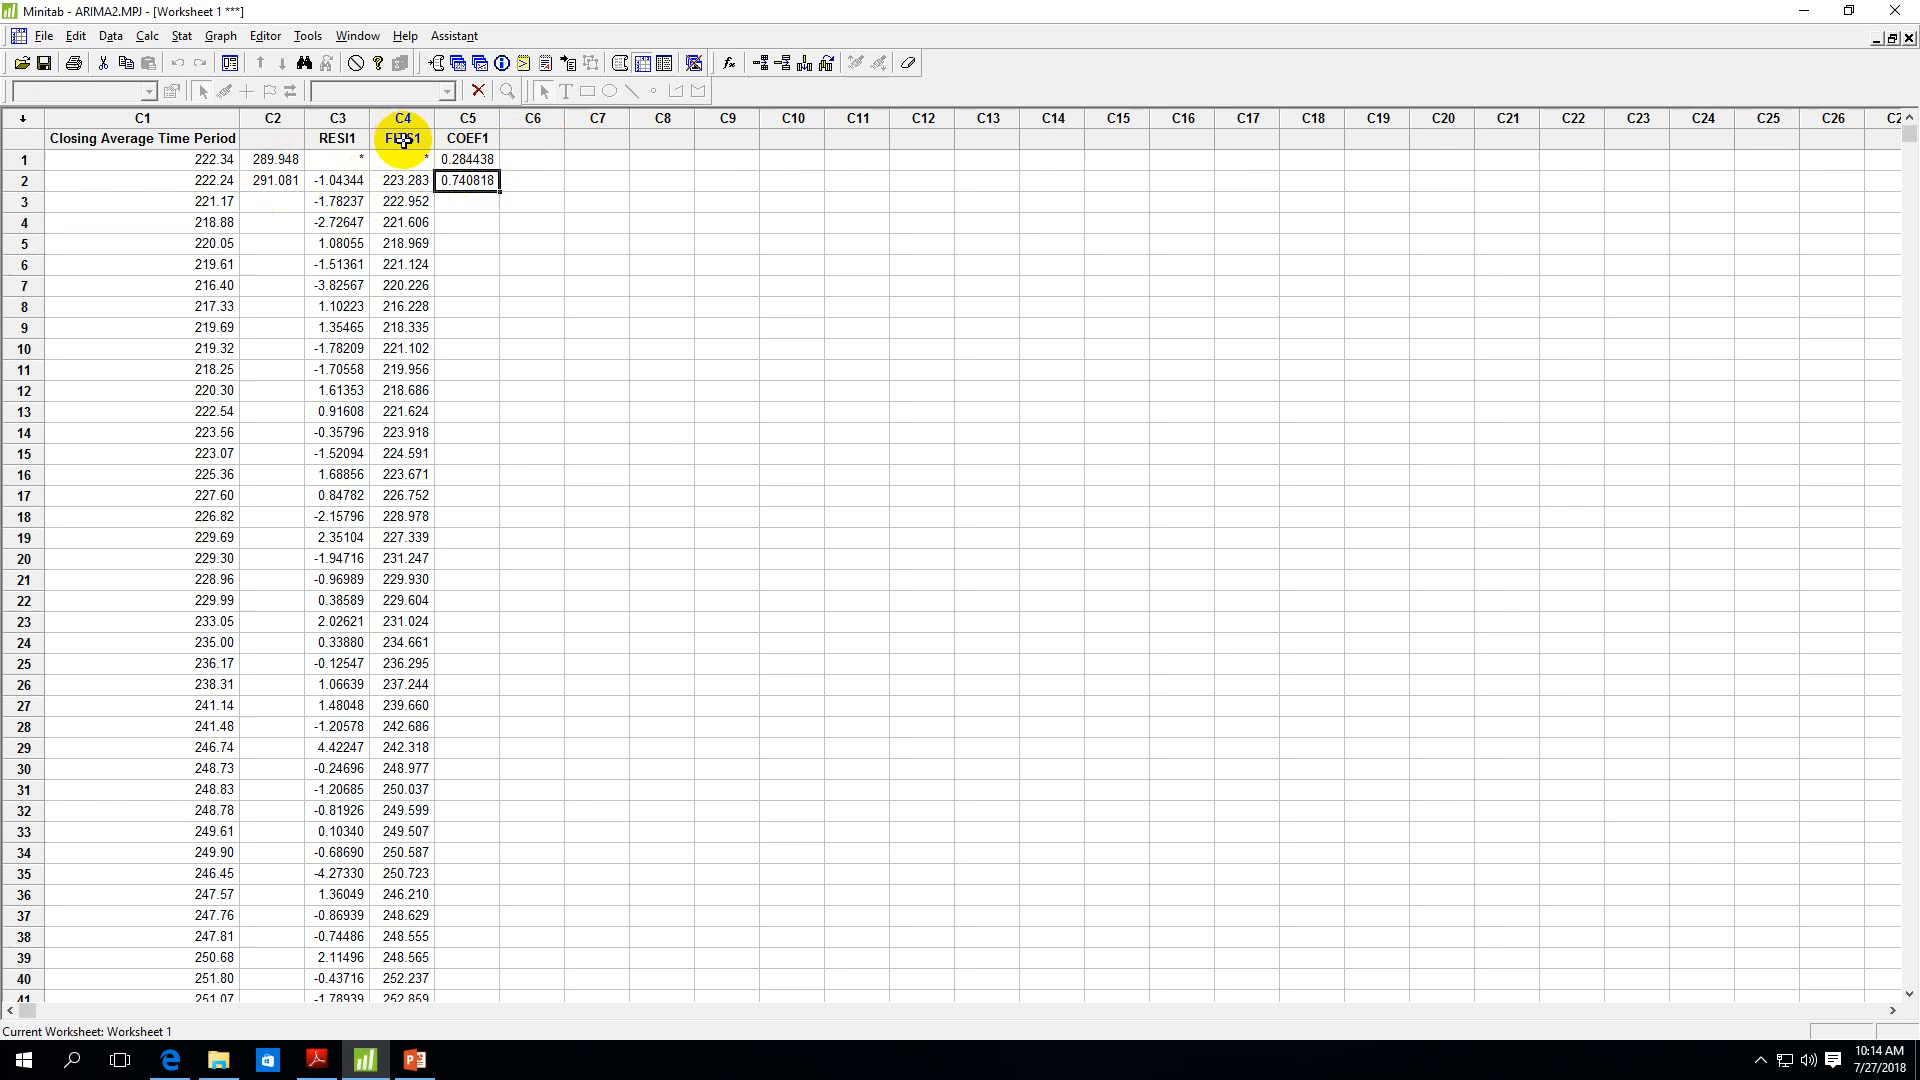 Minitab - ARIMA2.MPJ - [Worksheet 1 ***]
File Edit Data Calc Stat Graph Editor Tools Window Help Assistant
C1 C2 C3 C4 C5 C6 C7 C8 C9 C10 C11 C12 C13 C14 C15 C16 C17 C18 C19 C20 C21 C22 C23 C24 C25 C26
Closing Average Time Period RESI1 FITS1 COEF1
1 222.34 289.948 * * 0.284438
2 222.24 291.081 -1.04344 223.283 0.740818
3 221.17 -1.78237 222.952
4 218.88 -2.72647 221.606
5 220.05 1.08055 218.969
6 219.61 -1.51361 221.124
7 216.40 -3.82567 220.226
8 217.33 1.10223 216.228
9 219.69 1.35465 218.335
10 219.32 -1.78209 221.102
11 218.25 -1.70558 219.956
12 220.30 1.61353 218.686
13 222.54 0.91608 221.624
14 223.56 -0.35796 223.918
15 223.07 -1.52094 224.591
16 225.36 1.68856 223.671
17 227.60 0.84782 226.752
18 226.82 -2.15796 228.978
19 229.69 2.35104 227.339
20 229.30 -1.94716 231.247
21 228.96 -0.96989 229.930
22 229.99 0.38589 229.604
23 233.05 2.02621 231.024
24 235.00 0.33880 234.661
25 236.17 -0.12547 236.295
26 238.31 1.06639 237.244
27 241.14 1.48048 239.660
28 241.48 -1.20578 242.686
29 246.74 4.42247 242.318
30 248.73 -0.24696 248.977
31 248.83 -1.20685 250.037
32 248.78 -0.81926 249.599
33 249.61 0.10340 249.507
34 249.90 -0.68690 250.587
35 246.45 -4.27330 250.723
36 247.57 1.36049 246.210
37 247.76 -0.86939 248.629
38 247.81 -0.74486 248.555
39 250.68 2.11496 248.565
40 251.80 -0.43716 252.237
41 251.07 -1.78939 252.859
Current Worksheet: Worksheet 1
10:14 AM
7/27/2018